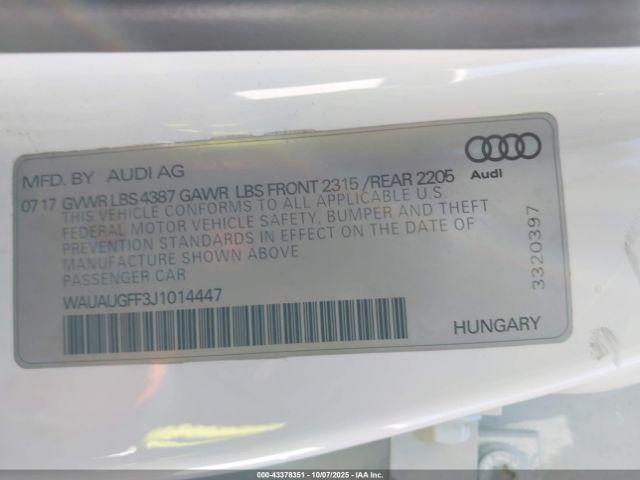 MFD. BY AUDI AG
Audi
0717 GVWR LBS 4387 GAWR LBS FRONT 2315 /REAR 2205
THIS VEHICLE CONFORMS TO ALL APPLICABLE U.S.
FEDERAL MOTOR VEHICLE SAFETY, BUMPER AND THEFT
PREVENTION STANDARDS IN EFFECT ON THE DATE OF
MANUFACTURE SHOWN ABOVE
PASSENGER CAR
3320397
WAUAUGFF3J1014447
HUNGARY
000-43378351 | 10/07/2025 | IAA Inc.